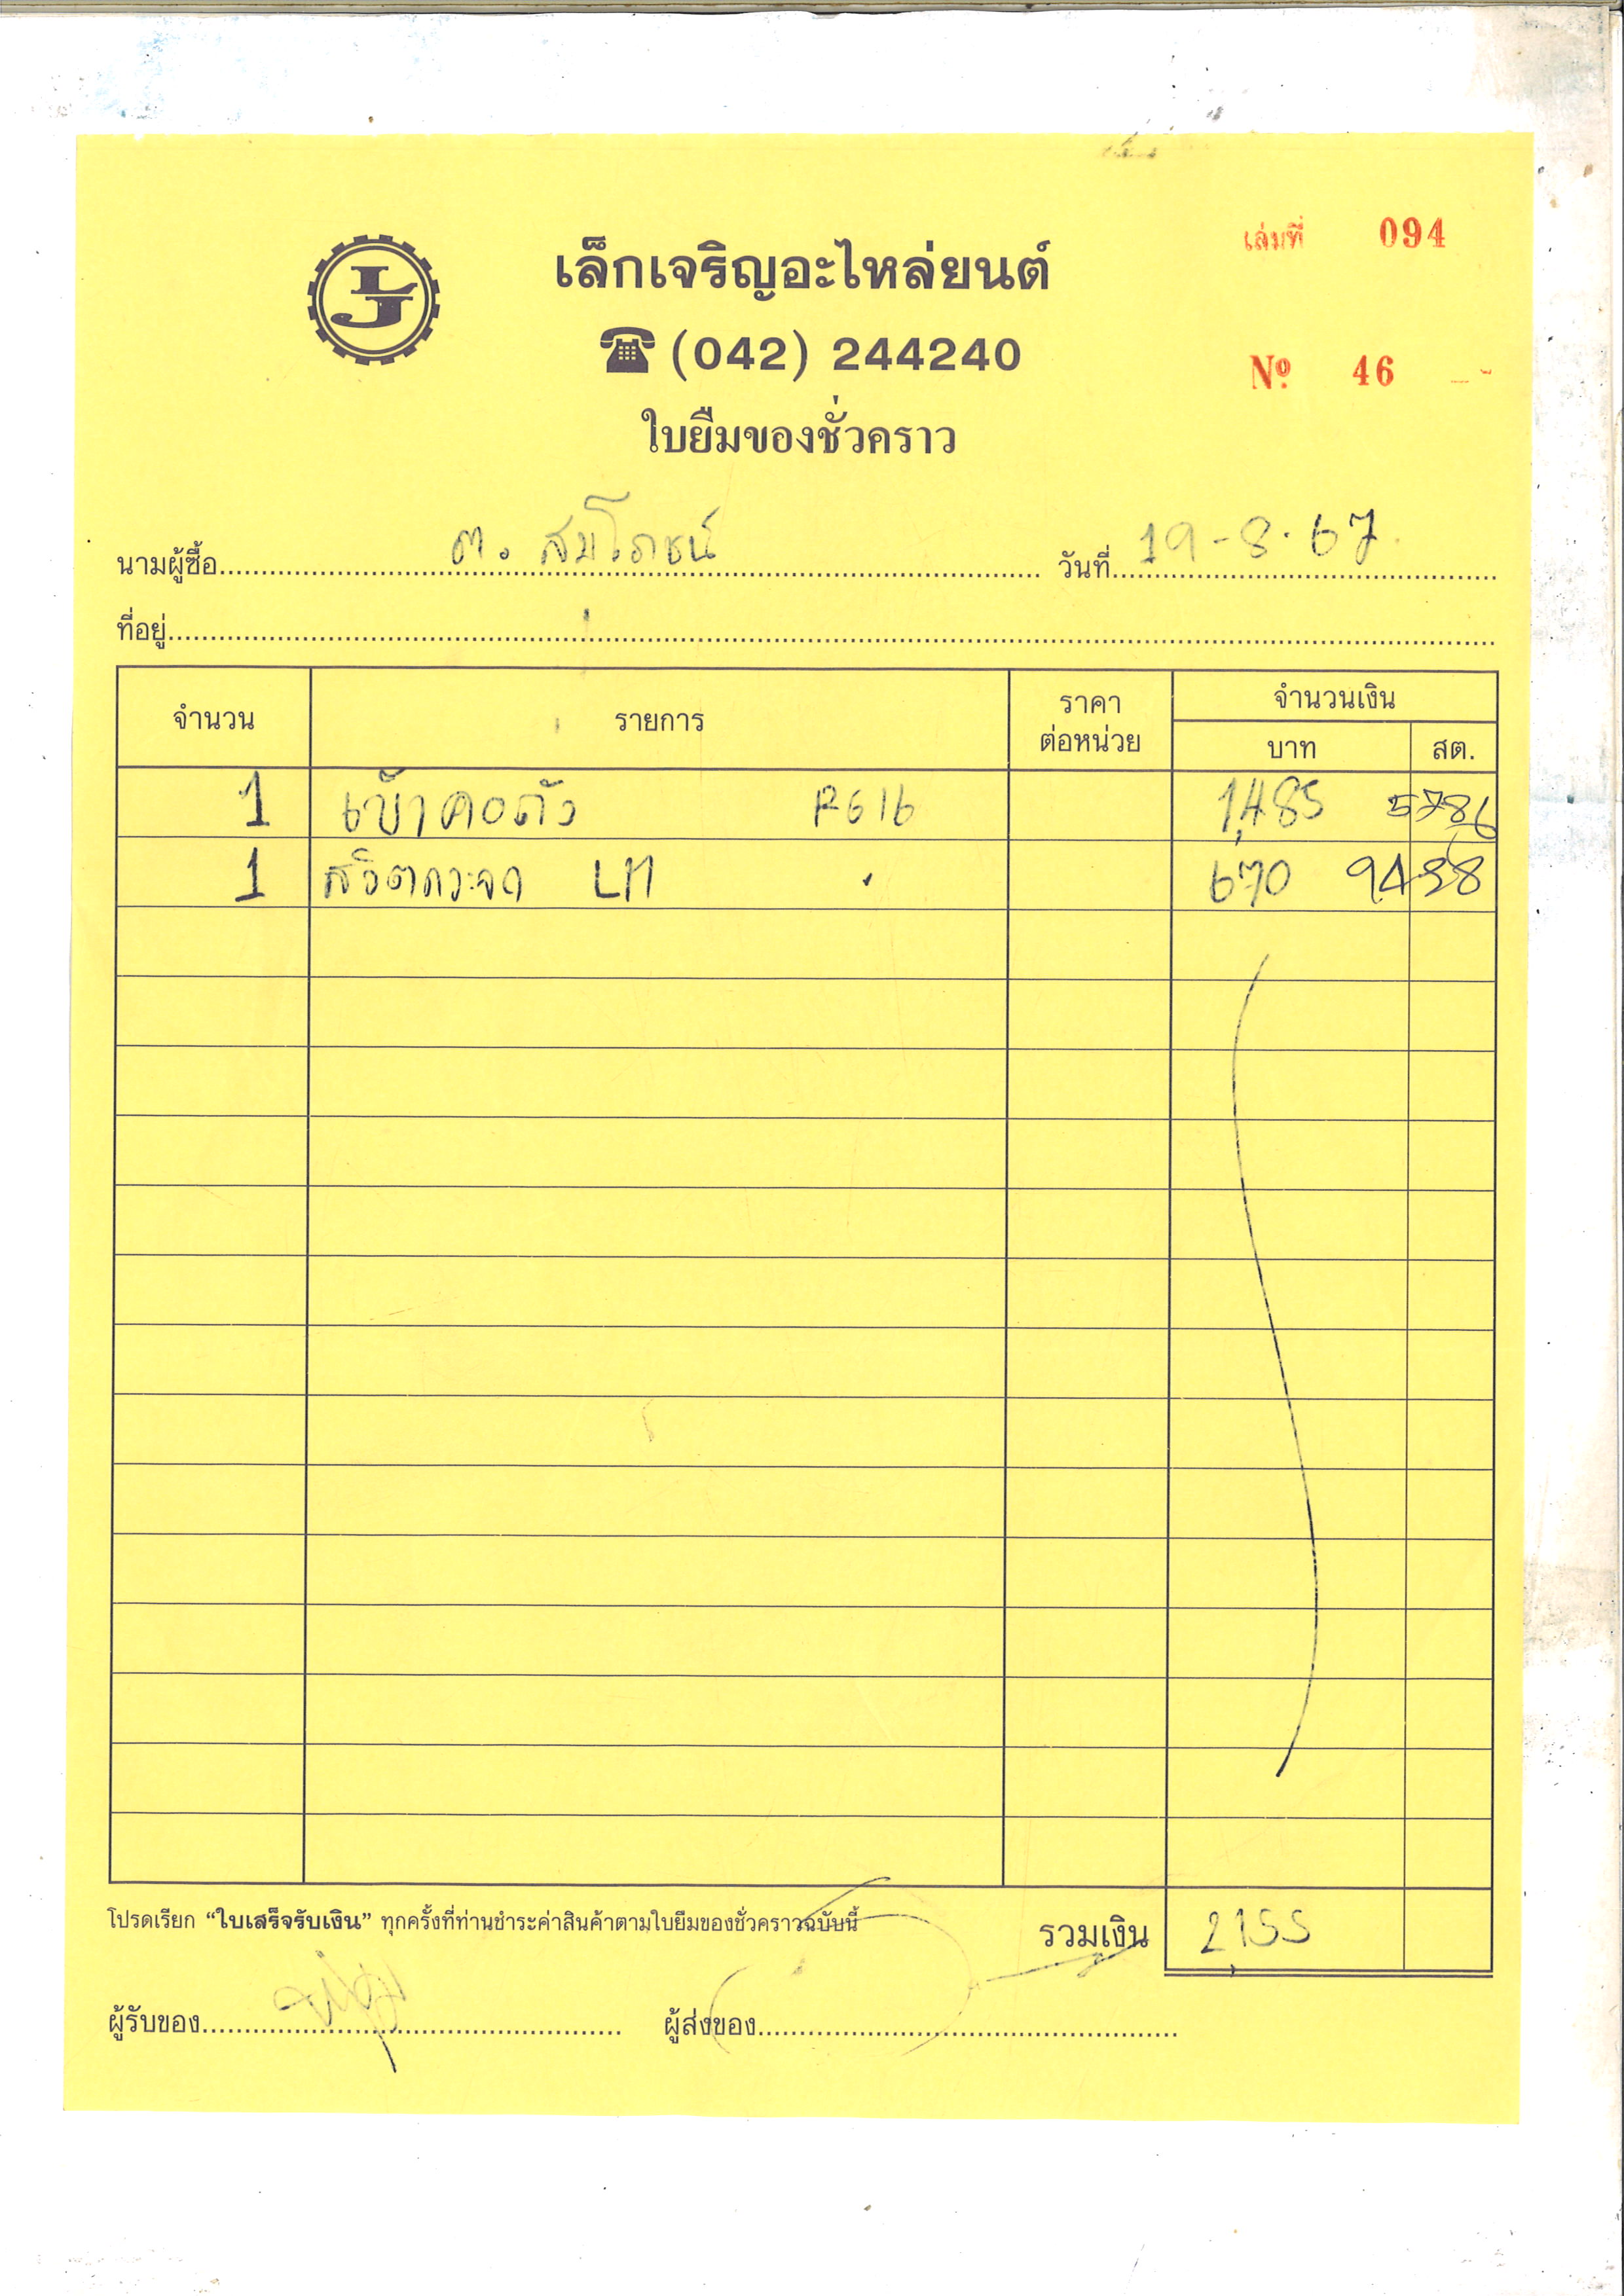 LJ
เล่มที่ 094
เล็กเจริญอะไหล่ยนต์
(042) 244240
Nº 46
ใบยืมของชั่วคราว
นามผู้ซื้อ ต. สมโภชน์ วันที่ 19-8-67
ที่อยู่
จำนวน รายการ ราคาต่อหน่วย จำนวนเงิน
บาท สต.
1 เบ้าคอถัง R616 1,485 5786
1 สวิตกระจก LM 670 9438
โปรดเรียก “ใบเสร็จรับเงิน” ทุกครั้งที่ท่านชำระค่าสินค้าตามใบยืมของชั่วคราวฉบับนี้
รวมเงิน 2,155
ผู้รับของ ผู้ส่งของ